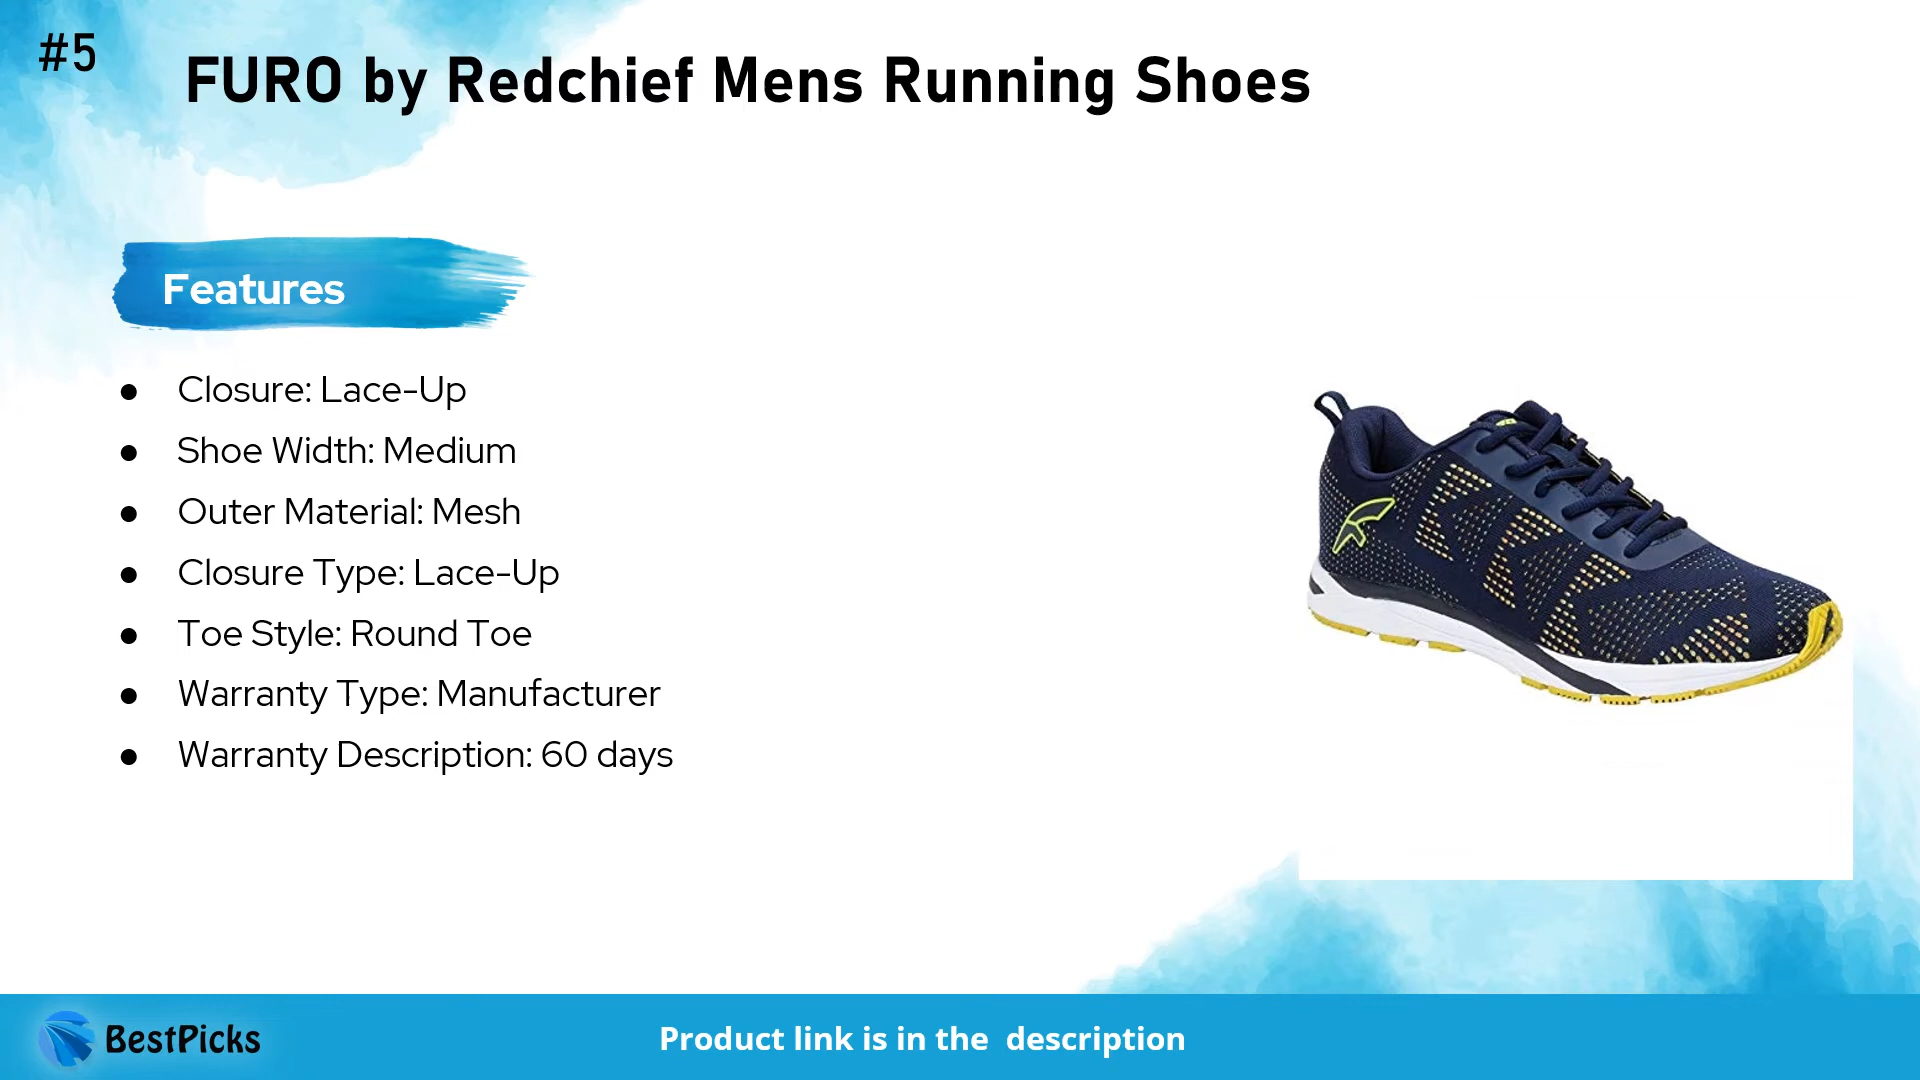 #5
FURO by Redchief Mens Running Shoes
Features
● Closure: Lace-Up
● Shoe Width: Medium
● Outer Material: Mesh
● Closure Type: Lace-Up
● Toe Style: Round Toe
● Warranty Type: Manufacturer
● Warranty Description: 60 days
BestPicks
Product link is in the description